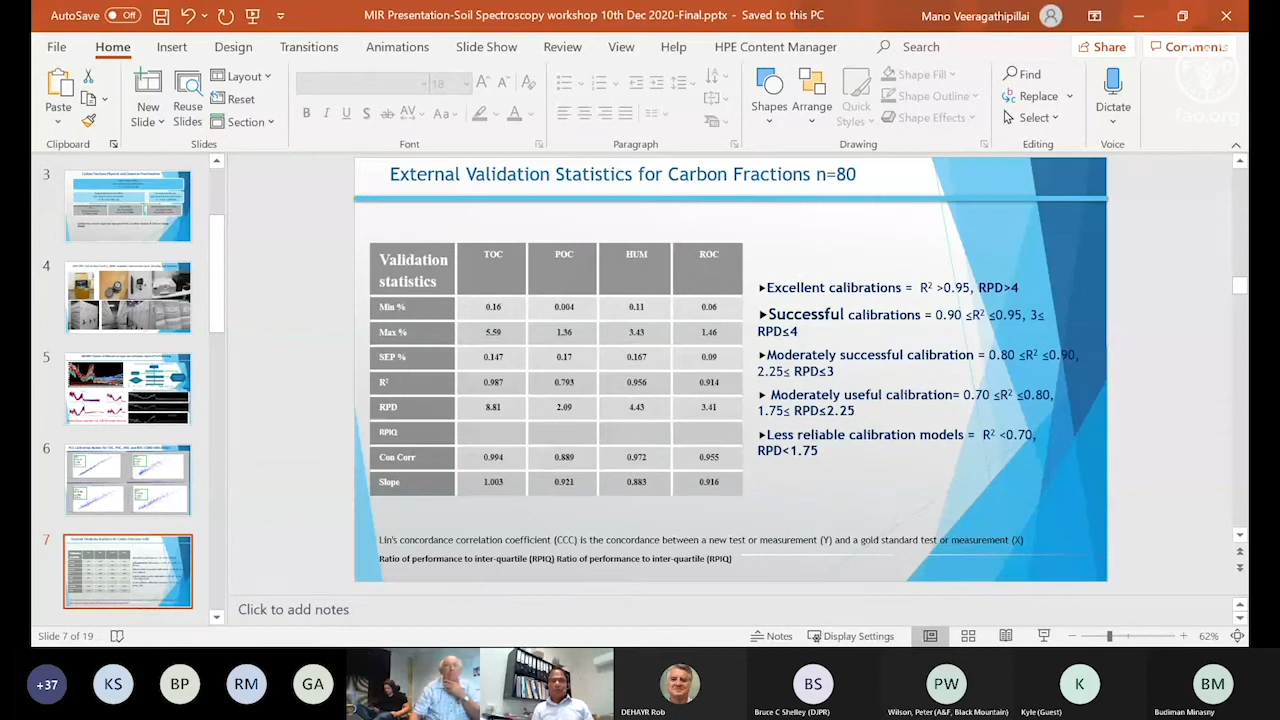 AutoSave Off MIR Presentation-Soil Spectroscopy workshop 10th Dec 2020-Final.pptx - Saved to this PC Mano Veeragathipillai
File Home Insert Design Transitions Animations Slide Show Review View Help HPE Content Manager Search Share Comments
Paste New Slide Reuse Slides Layout Reset Section
18
B I U S ab AV Aa A
Shapes Arrange Quick Styles Shape Fill Shape Outline Shape Effects
Find Replace Select Dictate
fao.org
Clipboard Slides Font Paragraph Drawing Editing Voice
3
4
5
6
7
External Validation Statistics for Carbon Fractions n=80
Validation statistics TOC POC HUM ROC
Min % 0.16 0.004 0.11 0.06
Max % 5.59 1.36 3.43 1.46
SEP % 0.147 0.17 0.167 0.09
R² 0.987 0.793 0.956 0.914
RPD 8.81 2.09 4.43 3.41
RPIQ
Con Corr 0.994 0.889 0.972 0.955
Slope 1.003 0.921 0.883 0.916
Excellent calibrations = R² >0.95, RPD>4
Successful calibrations = 0.90 ≤R² ≤0.95, 3≤
RPD≤4
Moderately successful calibration = 0.80 ≤R² ≤0.90,
2.25≤ RPD≤3
Moderately useful calibration= 0.70 ≤R² ≤0.80,
1.75≤ RPD≤2.25
Less reliable calibration models = R² <0.70,
RPD<1.75
Lin's concordance correlation coefficient (CCC) is the concordance between a new test or measurement (Y) and a gold standard test or measurement (X)
Ratio of performance to inter-quartile (RPIQ)Ratio of performance to inter-quartile (RPIQ)
Click to add notes
Slide 7 of 19 Notes Display Settings 62%
+37 KS BP RM GA BS PW K BM
DEHAYR Rob Bruce C Shelley (DJPR) Wilson, Peter (A&F, Black Mountain) Kyle (Guest) Budiman Minasny